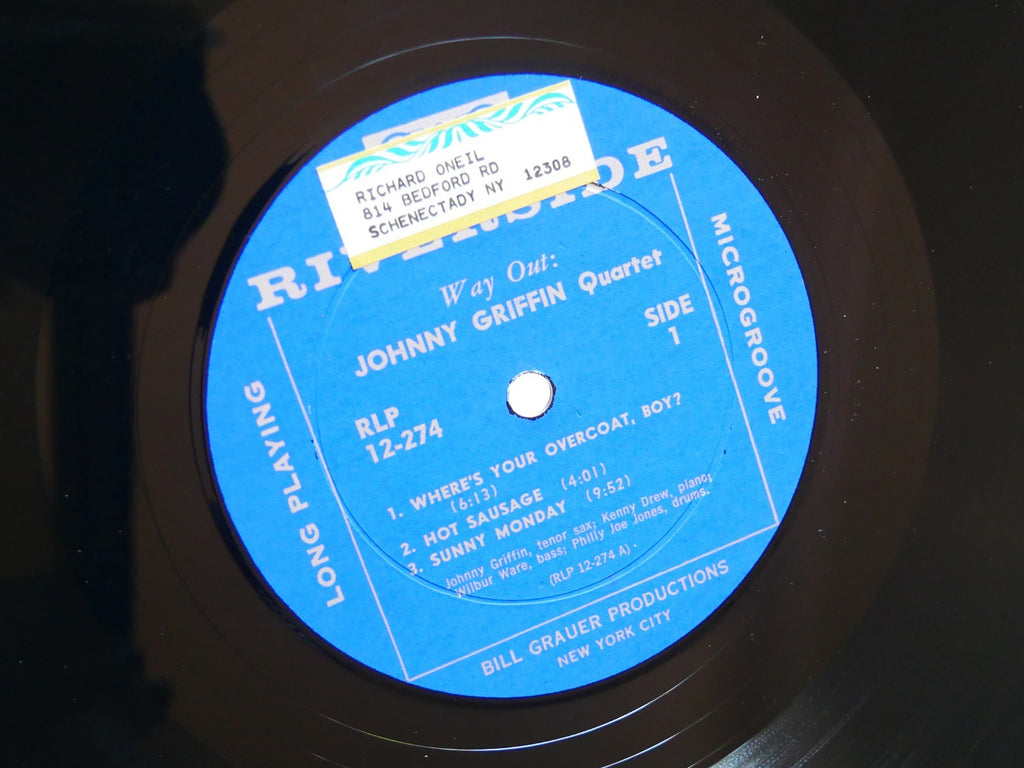 RICHARD ONEIL
814 BEDFORD RD
SCHENECTADY NY 12308
RIVERSIDE
Way Out:
JOHNNY GRIFFIN Quartet
SIDE
1
MICROGROOVE
LONG PLAYING
RLP
12-274
1. WHERE'S YOUR OVERCOAT, BOY?
(6:13)
2. HOT SAUSAGE (4:01)
3. SUNNY MONDAY (9:52)
Johnny Griffin, tenor sax; Kenny Drew, piano;
Wilbur Ware, bass; Philly Joe Jones, drums.
(RLP 12-274 A)
BILL GRAUER PRODUCTIONS
NEW YORK CITY